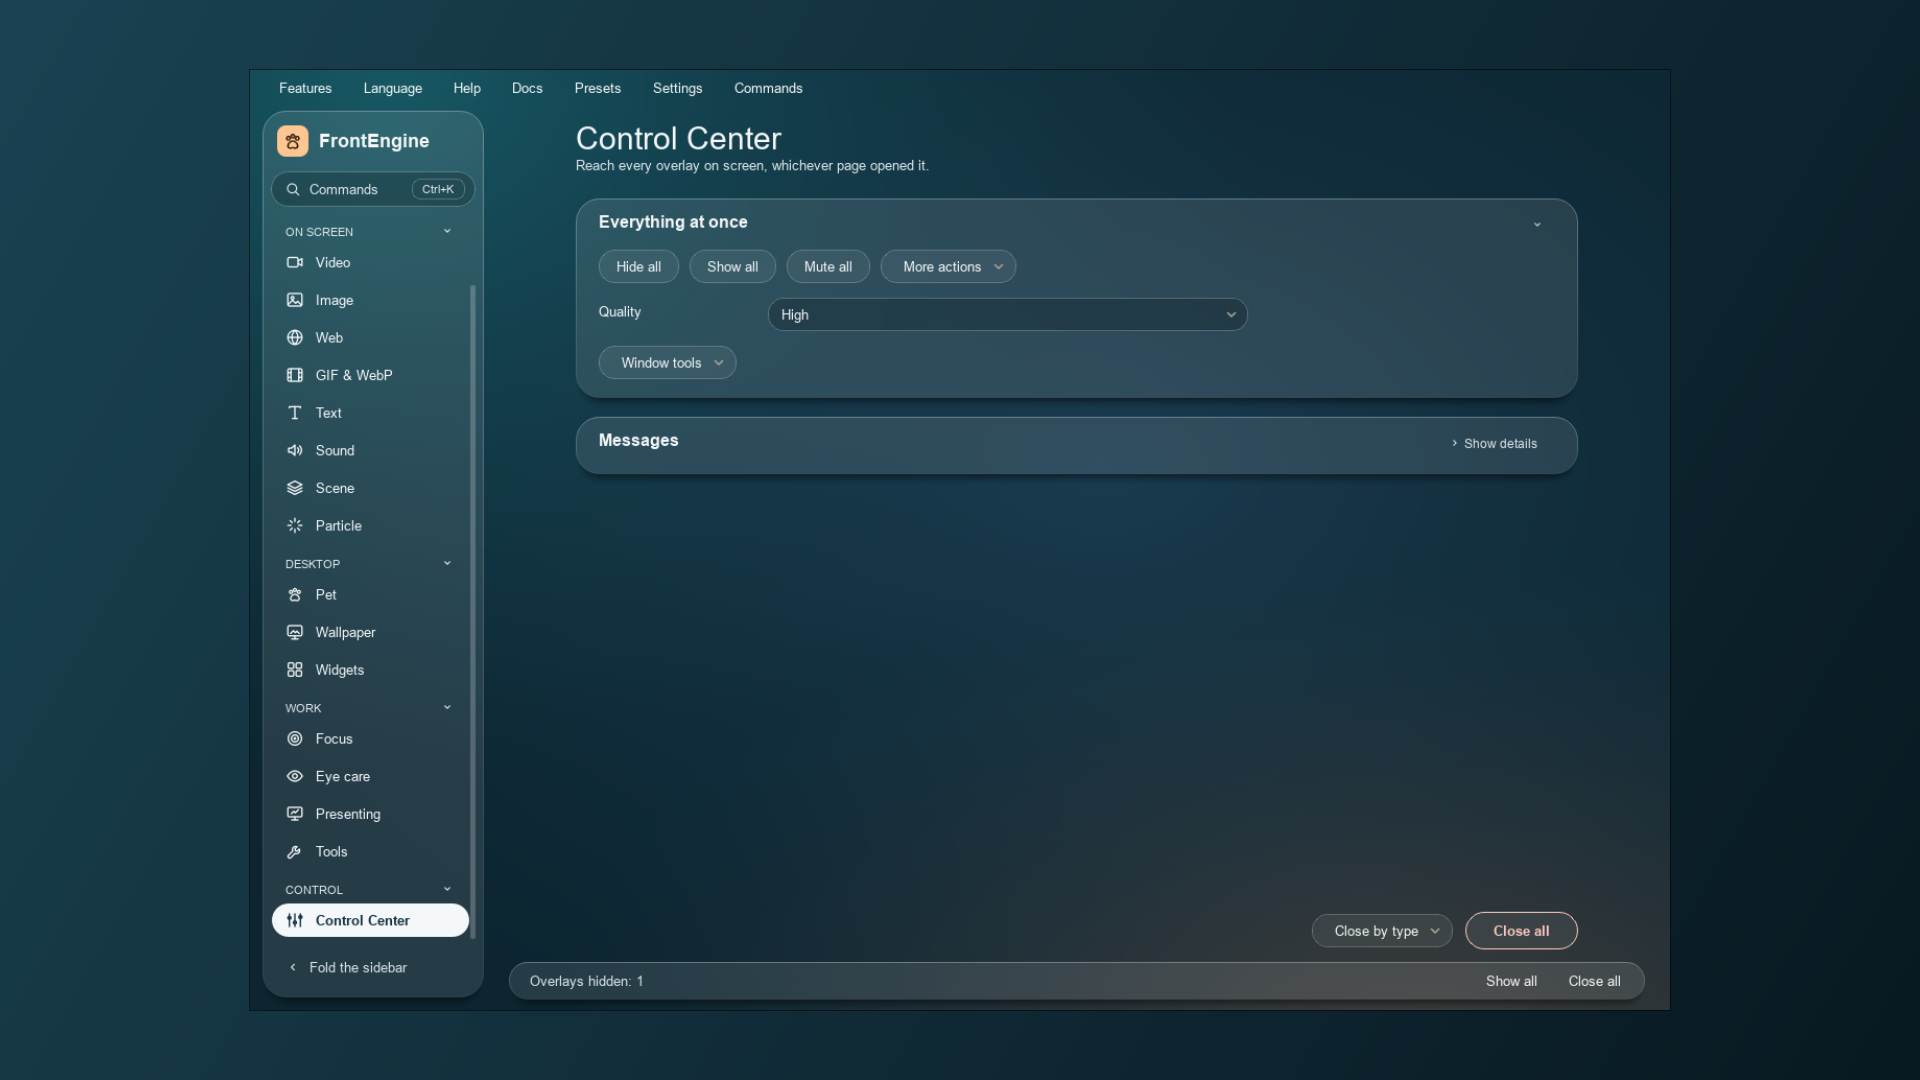 Features Language Help Docs Presets Settings Commands
FrontEngine
Commands Ctrl+K
ON SCREEN
Video
Image
Web
GIF & WebP
Text
Sound
Scene
Particle
DESKTOP
Pet
Wallpaper
Widgets
WORK
Focus
Eye care
Presenting
Tools
CONTROL
Control Center
Fold the sidebar
Control Center
Reach every overlay on screen, whichever page opened it.
Everything at once
Hide all Show all Mute all More actions
Quality High
Window tools
Messages Show details
Close by type Close all
Overlays hidden: 1 Show all Close all